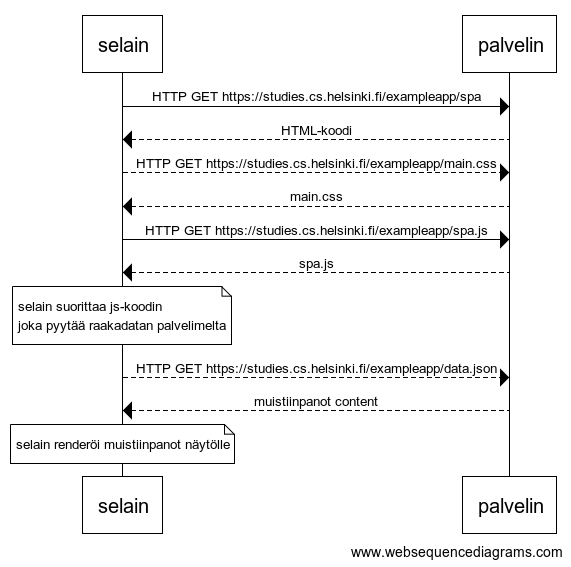 selain palvelin
HTTP GET https://studies.cs.helsinki.fi/exampleapp/spa
HTML-koodi
HTTP GET https://studies.cs.helsinki.fi/exampleapp/main.css
main.css
HTTP GET https://studies.cs.helsinki.fi/exampleapp/spa.js
spa.js
selain suorittaa js-koodin
joka pyytää raakadatan palvelimelta
HTTP GET https://studies.cs.helsinki.fi/exampleapp/data.json
muistiinpanot content
selain renderöi muistiinpanot näytölle
selain palvelin
www.websequencediagrams.com